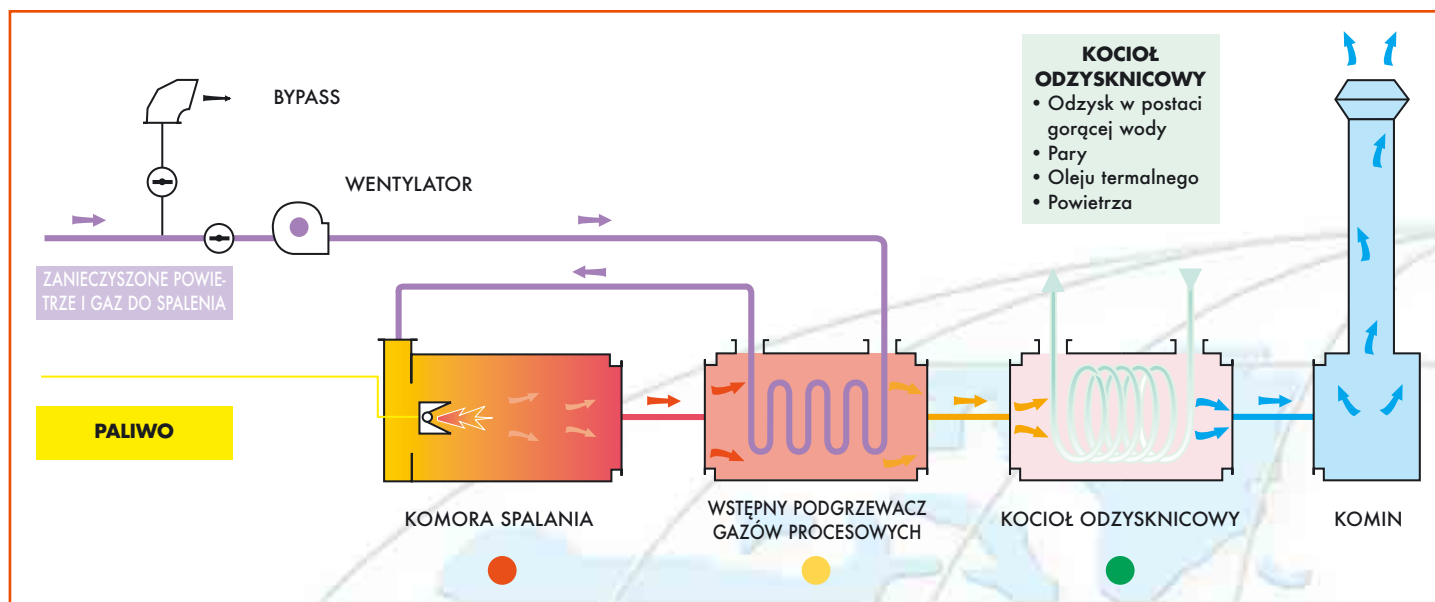 KOCIOŁ
ODZYSKNICOWY
• Odzysk w postaci
gorącej wody
• Pary
• Oleju termalnego
• Powietrza
BYPASS
WENTYLATOR
ZANIECZYSZONE POWIE-
TRZE I GAZ DO SPALENIA
PALIWO
KOMORA SPALANIA
WSTĘPNY PODGRZEWACZ
GAZÓW PROCESOWYCH
KOCIOŁ ODZYSKNICOWY
KOMIN